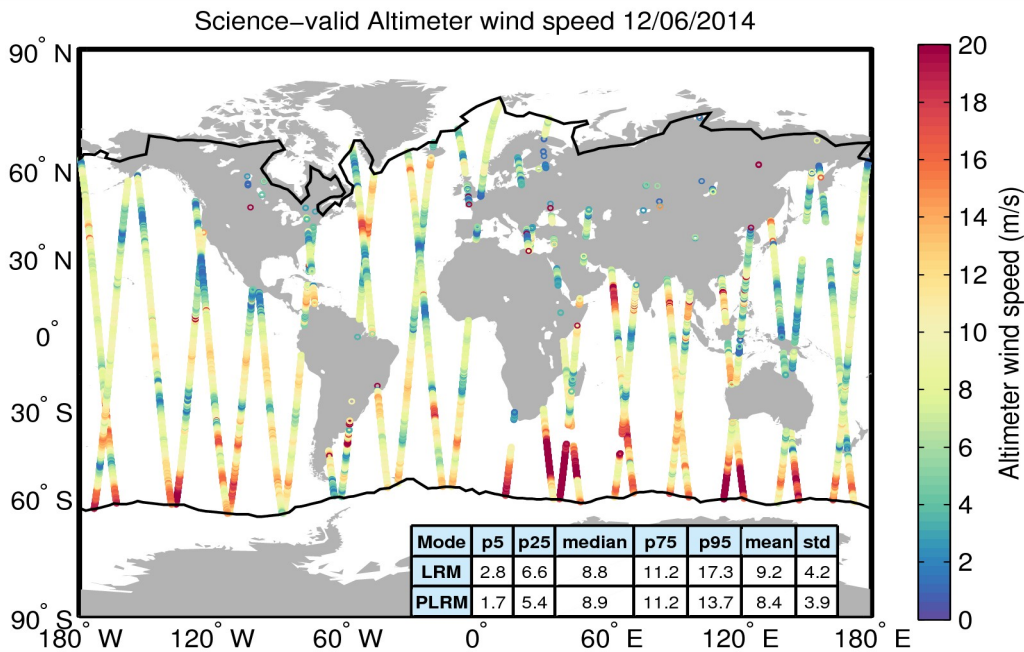 Science-valid Altimeter wind speed 12/06/2014
90° N
60° N
30° N
0°
30° S
60° S
90° S
180° W
120° W
60° W
0°
60° E
120° E
180° E
Mode p5 p25 median p75 p95 mean std
LRM 2.8 6.6 8.8 11.2 17.3 9.2 4.2
PLRM 1.7 5.4 8.9 11.2 13.7 8.4 3.9
20
18
16
14
12
10
8
6
4
2
0
Altimeter wind speed (m/s)